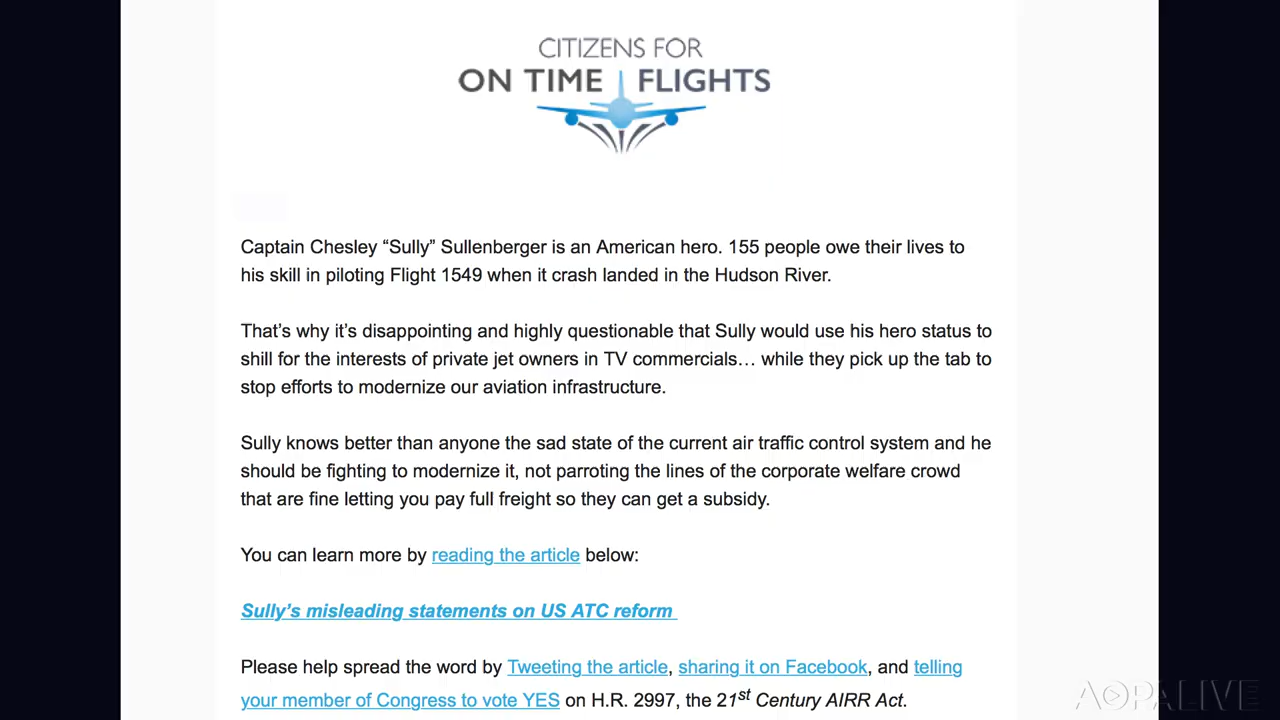 CITIZENS FOR
ON TIME FLIGHTS
Captain Chesley “Sully” Sullenberger is an American hero. 155 people owe their lives to
his skill in piloting Flight 1549 when it crash landed in the Hudson River.
That’s why it’s disappointing and highly questionable that Sully would use his hero status to
shill for the interests of private jet owners in TV commercials… while they pick up the tab to
stop efforts to modernize our aviation infrastructure.
Sully knows better than anyone the sad state of the current air traffic control system and he
should be fighting to modernize it, not parroting the lines of the corporate welfare crowd
that are fine letting you pay full freight so they can get a subsidy.
You can learn more by reading the article below:
Sully’s misleading statements on US ATC reform
Please help spread the word by Tweeting the article, sharing it on Facebook, and telling
your member of Congress to vote YES on H.R. 2997, the 21st Century AIRR Act.
AOPALIVE